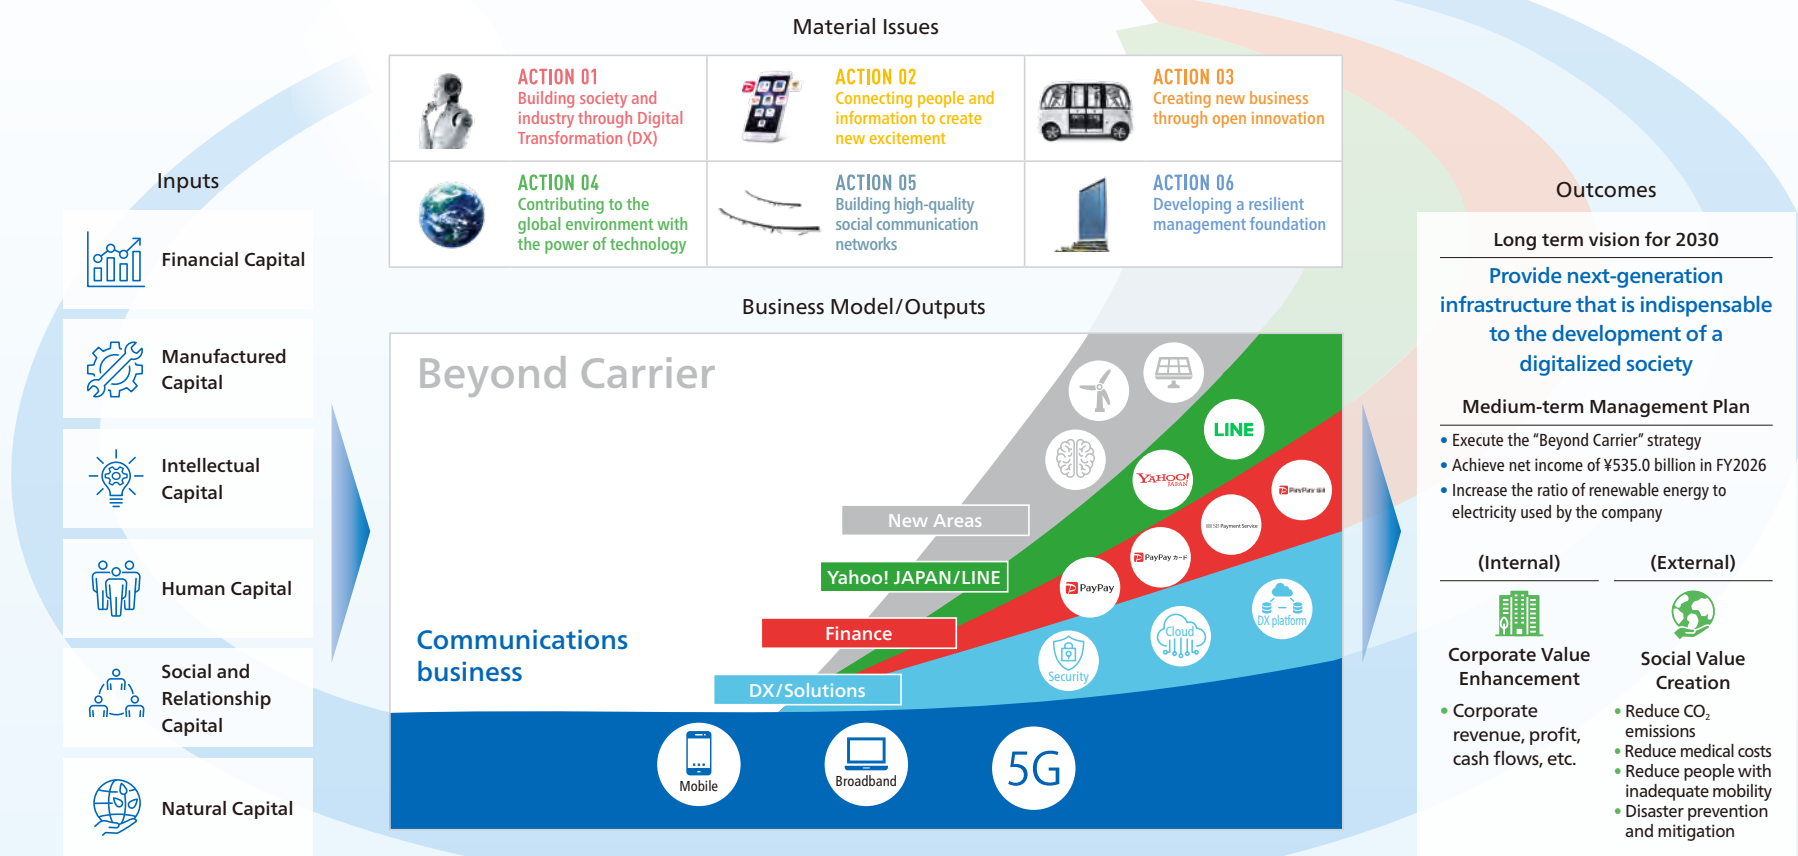 Material Issues
ACTION 01
Building society and
industry through Digital
Transformation (DX)
ACTION 02
Connecting people and
information to create
new excitement
ACTION 03
Creating new business
through open innovation
ACTION 04
Contributing to the
global environment with
the power of technology
ACTION 05
Building high-quality
social communication
networks
ACTION 06
Developing a resilient
management foundation
Inputs
Financial Capital
Manufactured
Capital
Intellectual
Capital
Human Capital
Social and
Relationship
Capital
Natural Capital
Business Model/Outputs
Beyond Carrier
LINE
YAHOO!
JAPAN
New Areas
Yahoo! JAPAN/LINE
Finance
DX/Solutions
PayPay
PayPay カード
SB Payment Service
PayPay
Communications
business
Security
Cloud
DX platform
Mobile
Broadband
5G
Outcomes
Long term vision for 2030
Provide next-generation
infrastructure that is indispensable
to the development of a
digitalized society
Medium-term Management Plan
• Execute the “Beyond Carrier” strategy
• Achieve net income of ¥535.0 billion in FY2026
• Increase the ratio of renewable energy to
electricity used by the company
(Internal)
Corporate Value
Enhancement
• Corporate
revenue, profit,
cash flows, etc.
(External)
Social Value
Creation
• Reduce CO₂
emissions
• Reduce medical costs
• Reduce people with
inadequate mobility
• Disaster prevention
and mitigation